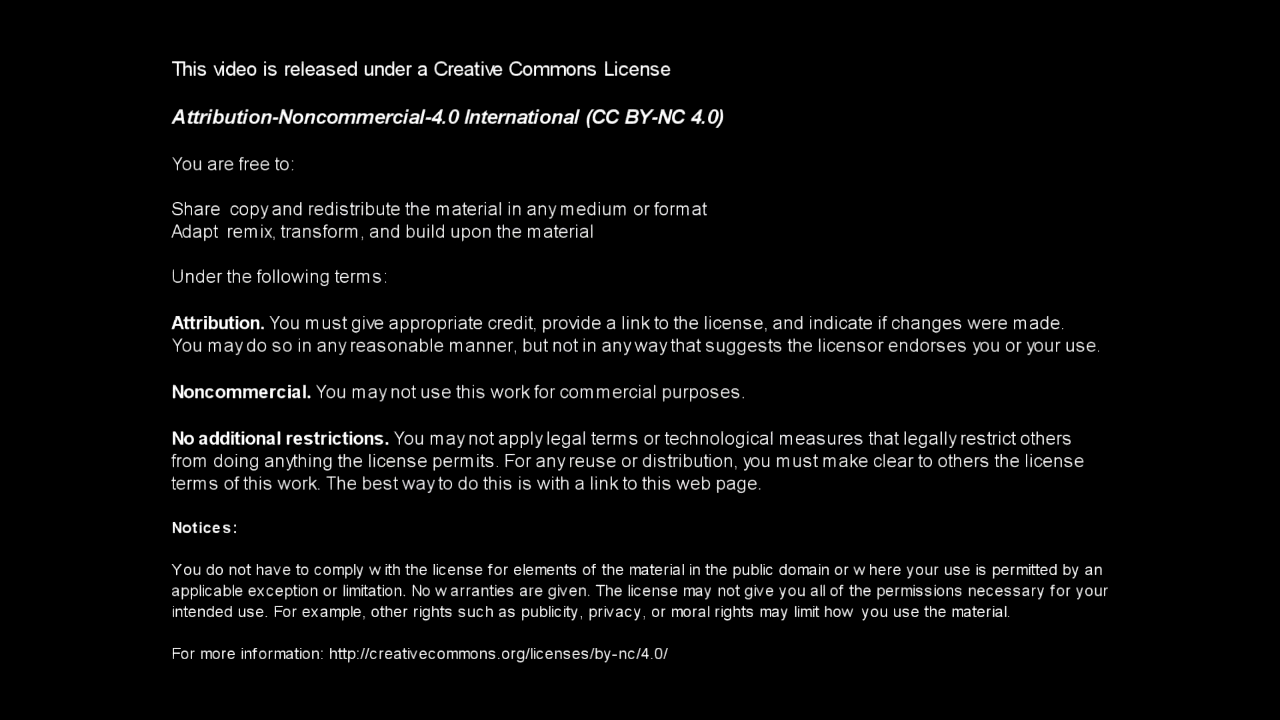 This video is released under a Creative Commons License
Attribution-Noncommercial-4.0 International (CC BY-NC 4.0)
You are free to:
Share copy and redistribute the material in any medium or format
Adapt remix, transform, and build upon the material
Under the following terms:
Attribution. You must give appropriate credit, provide a link to the license, and indicate if changes were made.
You may do so in any reasonable manner, but not in any way that suggests the licensor endorses you or your use.
Noncommercial. You may not use this work for commercial purposes.
No additional restrictions. You may not apply legal terms or technological measures that legally restrict others
from doing anything the license permits. For any reuse or distribution, you must make clear to others the license
terms of this work. The best way to do this is with a link to this web page.
Notices:
You do not have to comply with the license for elements of the material in the public domain or where your use is permitted by an
applicable exception or limitation. No warranties are given. The license may not give you all of the permissions necessary for your
intended use. For example, other rights such as publicity, privacy, or moral rights may limit how you use the material.
For more information: http://creativecommons.org/licenses/by-nc/4.0/